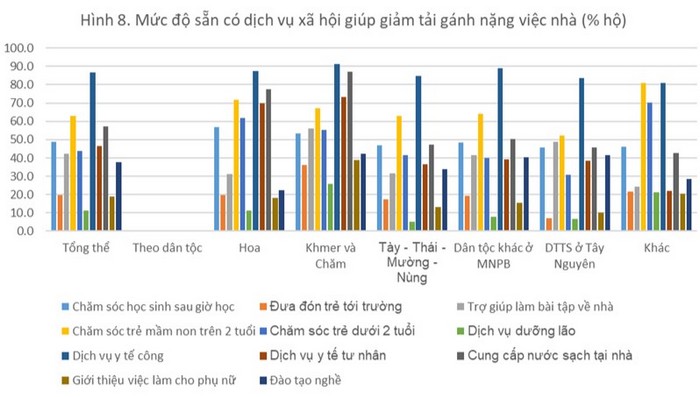 Hình 8. Mức độ sẵn có dịch vụ xã hội giúp giảm tải gánh nặng việc nhà (% hộ)
100.0
90.0
80.0
70.0
60.0
50.0
40.0
30.0
20.0
10.0
0.0
Tổng thể
Theo dân tộc
Hoa
Khmer và
Chăm
Tày - Thái -
Mường -
Nùng
Dân tộc khác ở
MNPB
DTTS ở Tây
Nguyên
Khác
Chăm sóc học sinh sau giờ học
Đưa đón trẻ tới trường
Trợ giúp làm bài tập về nhà
Chăm sóc trẻ mầm non trên 2 tuổi
Chăm sóc trẻ dưới 2 tuổi
Dịch vụ dưỡng lão
Dịch vụ y tế công
Dịch vụ y tế tư nhân
Cung cấp nước sạch tại nhà
Giới thiệu việc làm cho phụ nữ
Đào tạo nghề